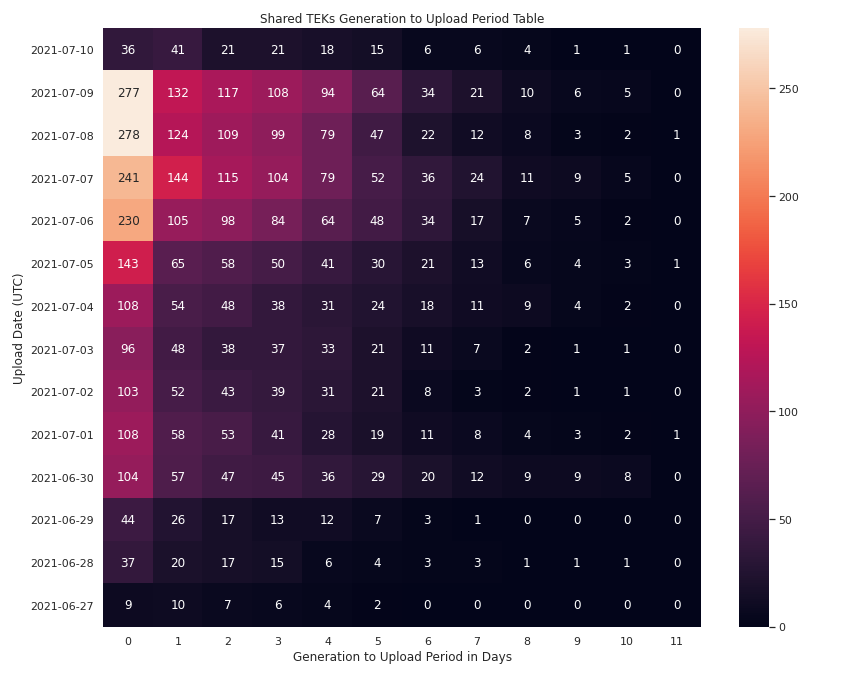 Shared TEKs Generation to Upload Period Table
Upload Date (UTC)
2021-07-10 36 41 21 21 18 15 6 6 4 1 1 0
2021-07-09 277 132 117 108 94 64 34 21 10 6 5 0
2021-07-08 278 124 109 99 79 47 22 12 8 3 2 1
2021-07-07 241 144 115 104 79 52 36 24 11 9 5 0
2021-07-06 230 105 98 84 64 48 34 17 7 5 2 0
2021-07-05 143 65 58 50 41 30 21 13 6 4 3 1
2021-07-04 108 54 48 38 31 24 18 11 9 4 2 0
2021-07-03 96 48 38 37 33 21 11 7 2 1 1 0
2021-07-02 103 52 43 39 31 21 8 3 2 1 1 0
2021-07-01 108 58 53 41 28 19 11 8 4 3 2 1
2021-06-30 104 57 47 45 36 29 20 12 9 9 8 0
2021-06-29 44 26 17 13 12 7 3 1 0 0 0 0
2021-06-28 37 20 17 15 6 4 3 3 1 1 1 0
2021-06-27 9 10 7 6 4 2 0 0 0 0 0 0
0 1 2 3 4 5 6 7 8 9 10 11
Generation to Upload Period in Days
250
200
150
100
50
0